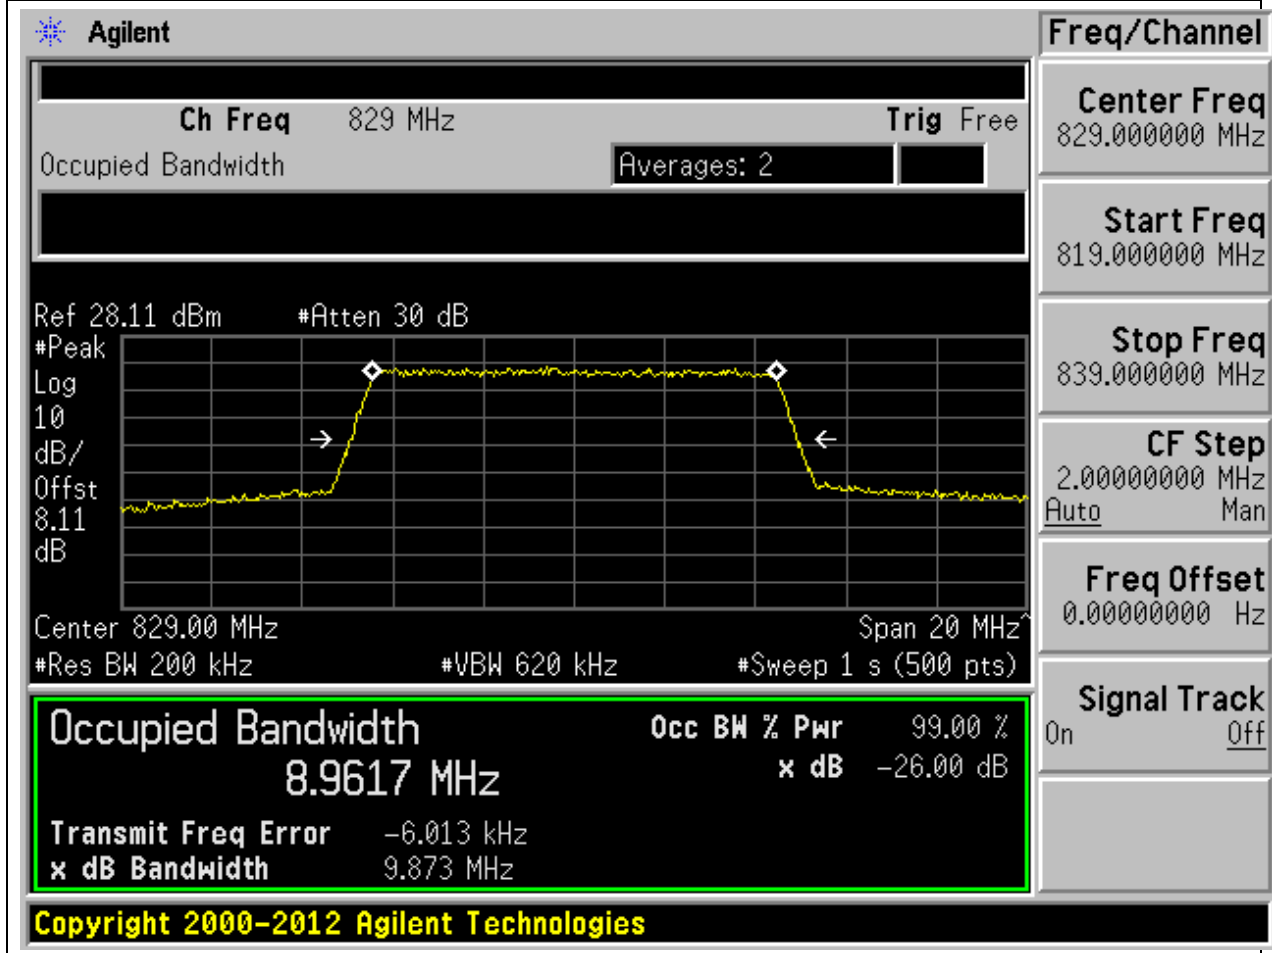 Agilent
Freq/Channel
Ch Freq 829 MHz Trig Free
Occupied Bandwidth Averages: 2
Center Freq
829.000000 MHz
Start Freq
819.000000 MHz
Stop Freq
839.000000 MHz
CF Step
2.00000000 MHz
Auto Man
Freq Offset
0.00000000 Hz
Signal Track
On Off
Ref 28.11 dBm #Atten 30 dB
#Peak
Log
10
dB/
Offst
8.11
dB
Center 829.00 MHz Span 20 MHz^
#Res BW 200 kHz #VBW 620 kHz #Sweep 1 s (500 pts)
Occupied Bandwidth Occ BW % Pwr 99.00 %
8.9617 MHz x dB -26.00 dB
Transmit Freq Error -6.013 kHz
x dB Bandwidth 9.873 MHz
Copyright 2000-2012 Agilent Technologies